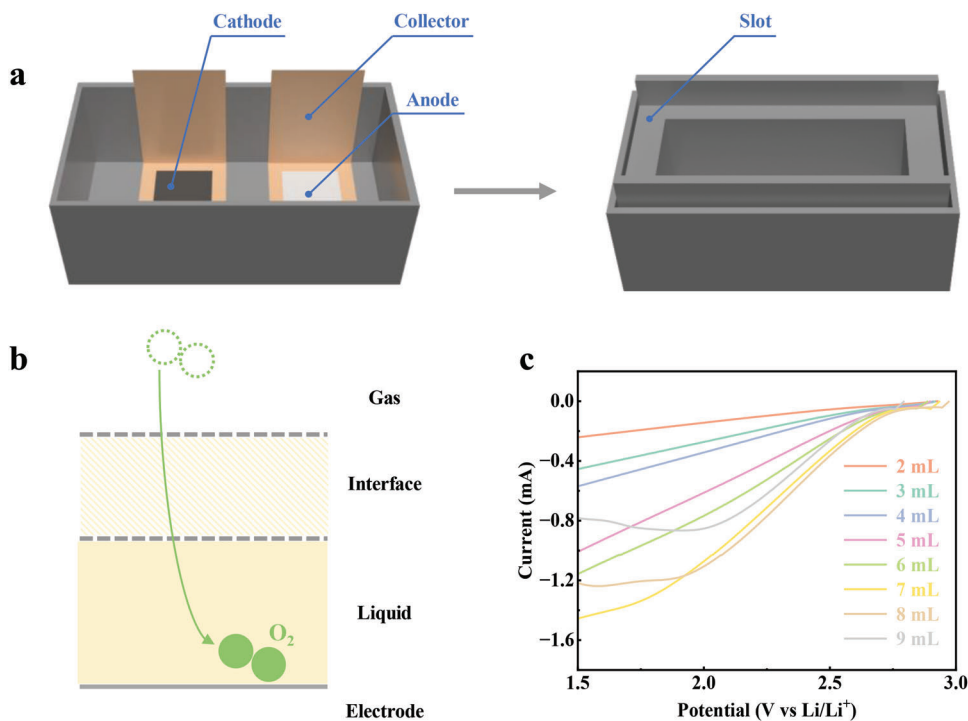 a
Cathode
Collector
Anode
Slot
b
Gas
Interface
Liquid
O₂
Electrode
c
Current (mA)
0.0
−0.4
−0.8
−1.2
−1.6
2 mL
3 mL
4 mL
5 mL
6 mL
7 mL
8 mL
9 mL
1.5 2.0 2.5 3.0
Potential (V vs Li/Li⁺)